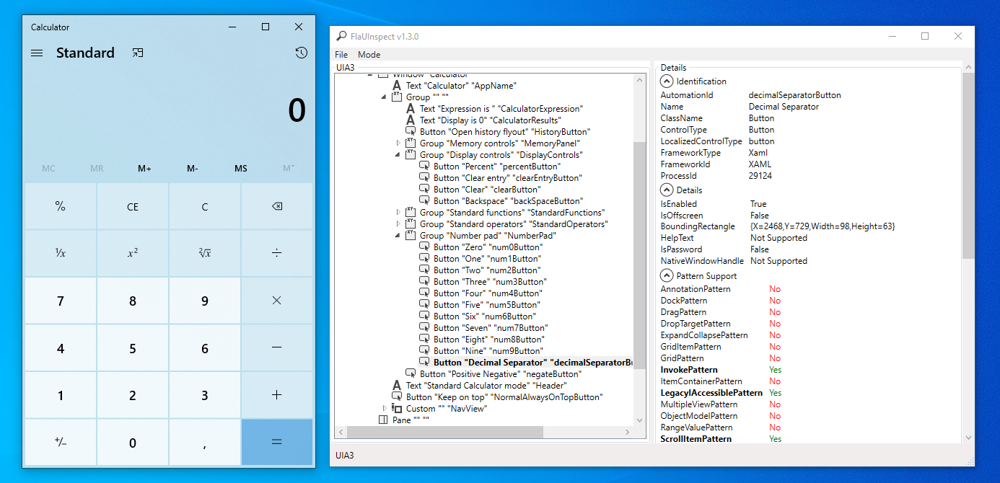 Calculator
Standard
0
MC MR M+ M- MS M˅
% CE C
⅟x x² ²√x ÷
7 8 9 ×
4 5 6 −
1 2 3 +
⁺/₋ 0 , =
FlaUInspect v1.3.0
File Mode
UIA3
Window "Calculator"
Text "Calculator" "AppName"
Group "" ""
Text "Expression is " "CalculatorExpression"
Text "Display is 0" "CalculatorResults"
Button "Open history flyout" "HistoryButton"
Group "Memory controls" "MemoryPanel"
Group "Display controls" "DisplayControls"
Button "Percent" "percentButton"
Button "Clear entry" "clearEntryButton"
Button "Clear" "clearButton"
Button "Backspace" "backSpaceButton"
Group "Standard functions" "StandardFunctions"
Group "Standard operators" "StandardOperators"
Group "Number pad" "NumberPad"
Button "Zero" "num0Button"
Button "One" "num1Button"
Button "Two" "num2Button"
Button "Three" "num3Button"
Button "Four" "num4Button"
Button "Five" "num5Button"
Button "Six" "num6Button"
Button "Seven" "num7Button"
Button "Eight" "num8Button"
Button "Nine" "num9Button"
Button "Decimal Separator" "decimalSeparatorBu
Button "Positive Negative" "negateButton"
Text "Standard Calculator mode" "Header"
Button "Keep on top" "NormalAlwaysOnTopButton"
Custom "" "NavView"
Pane "" ""
Details
Identification
AutomationId decimalSeparatorButton
Name Decimal Separator
ClassName Button
ControlType Button
LocalizedControlType button
FrameworkType Xaml
FrameworkId XAML
ProcessId 29124
Details
IsEnabled True
IsOffscreen False
BoundingRectangle {X=2468,Y=729,Width=98,Height=63}
HelpText Not Supported
IsPassword False
NativeWindowHandle Not Supported
Pattern Support
AnnotationPattern No
DockPattern No
DragPattern No
DropTargetPattern No
ExpandCollapsePattern No
GridItemPattern No
GridPattern No
InvokePattern Yes
ItemContainerPattern No
LegacyIAccessiblePattern Yes
MultipleViewPattern No
ObjectModelPattern No
RangeValuePattern No
ScrollItemPattern Yes
UIA3